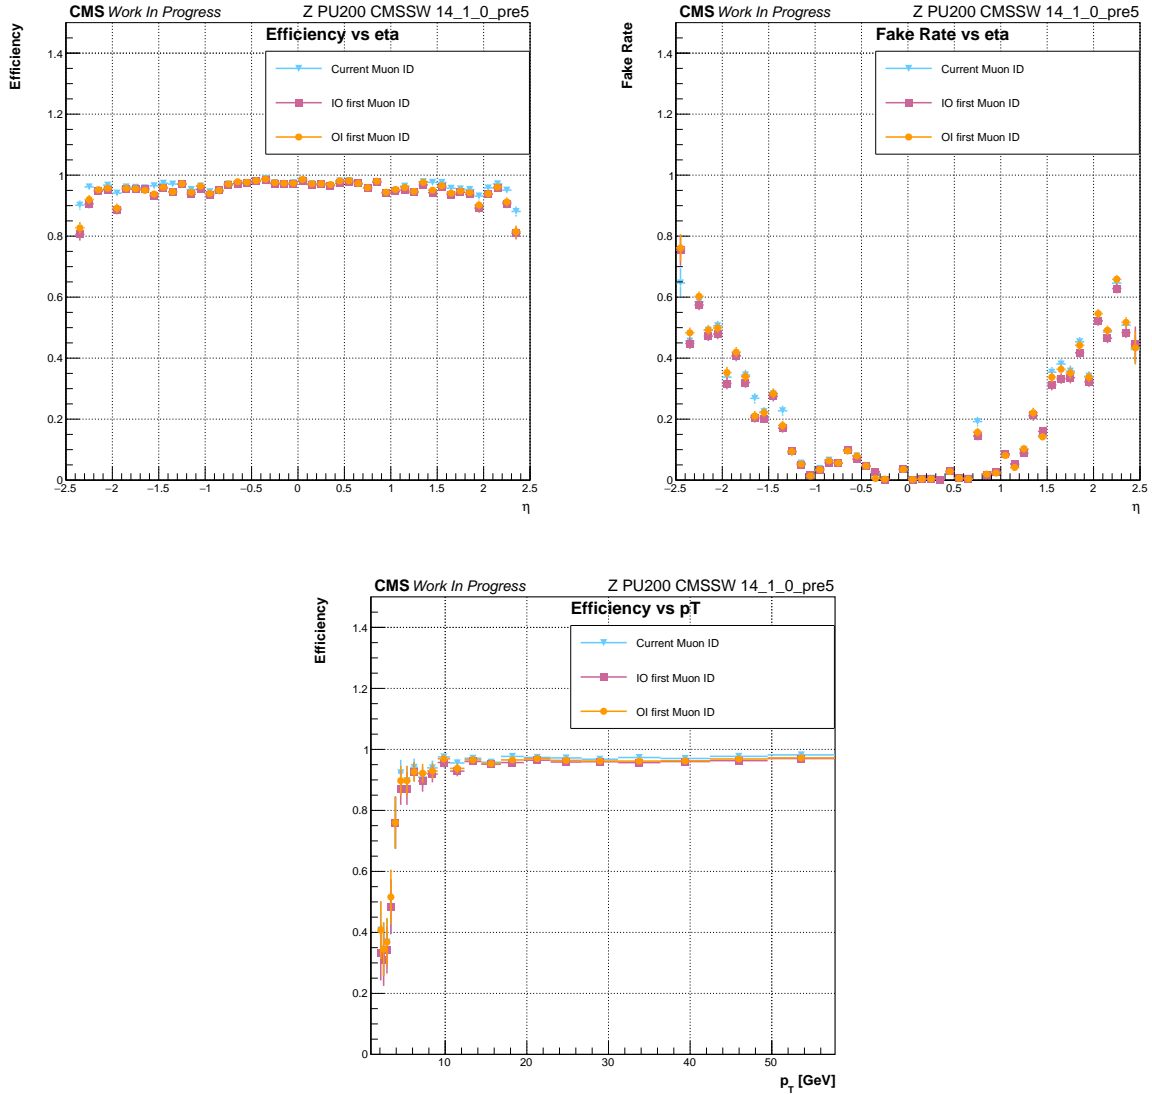 CMS Work In Progress Z PU200 CMSSW 14_1_0_pre5
Efficiency vs eta
Efficiency
Current Muon ID
IO first Muon ID
OI first Muon ID
1.4
1.2
1
0.8
0.6
0.4
0.2
0
−2.5 −2 −1.5 −1 −0.5 0 0.5 1 1.5 2 2.5
η
CMS Work In Progress Z PU200 CMSSW 14_1_0_pre5
Fake Rate vs eta
Fake Rate
Current Muon ID
IO first Muon ID
OI first Muon ID
1.4
1.2
1
0.8
0.6
0.4
0.2
0
−2.5 −2 −1.5 −1 −0.5 0 0.5 1 1.5 2 2.5
η
CMS Work In Progress Z PU200 CMSSW 14_1_0_pre5
Efficiency vs pT
Efficiency
Current Muon ID
IO first Muon ID
OI first Muon ID
1.4
1.2
1
0.8
0.6
0.4
0.2
0
10 20 30 40 50
p_T [GeV]